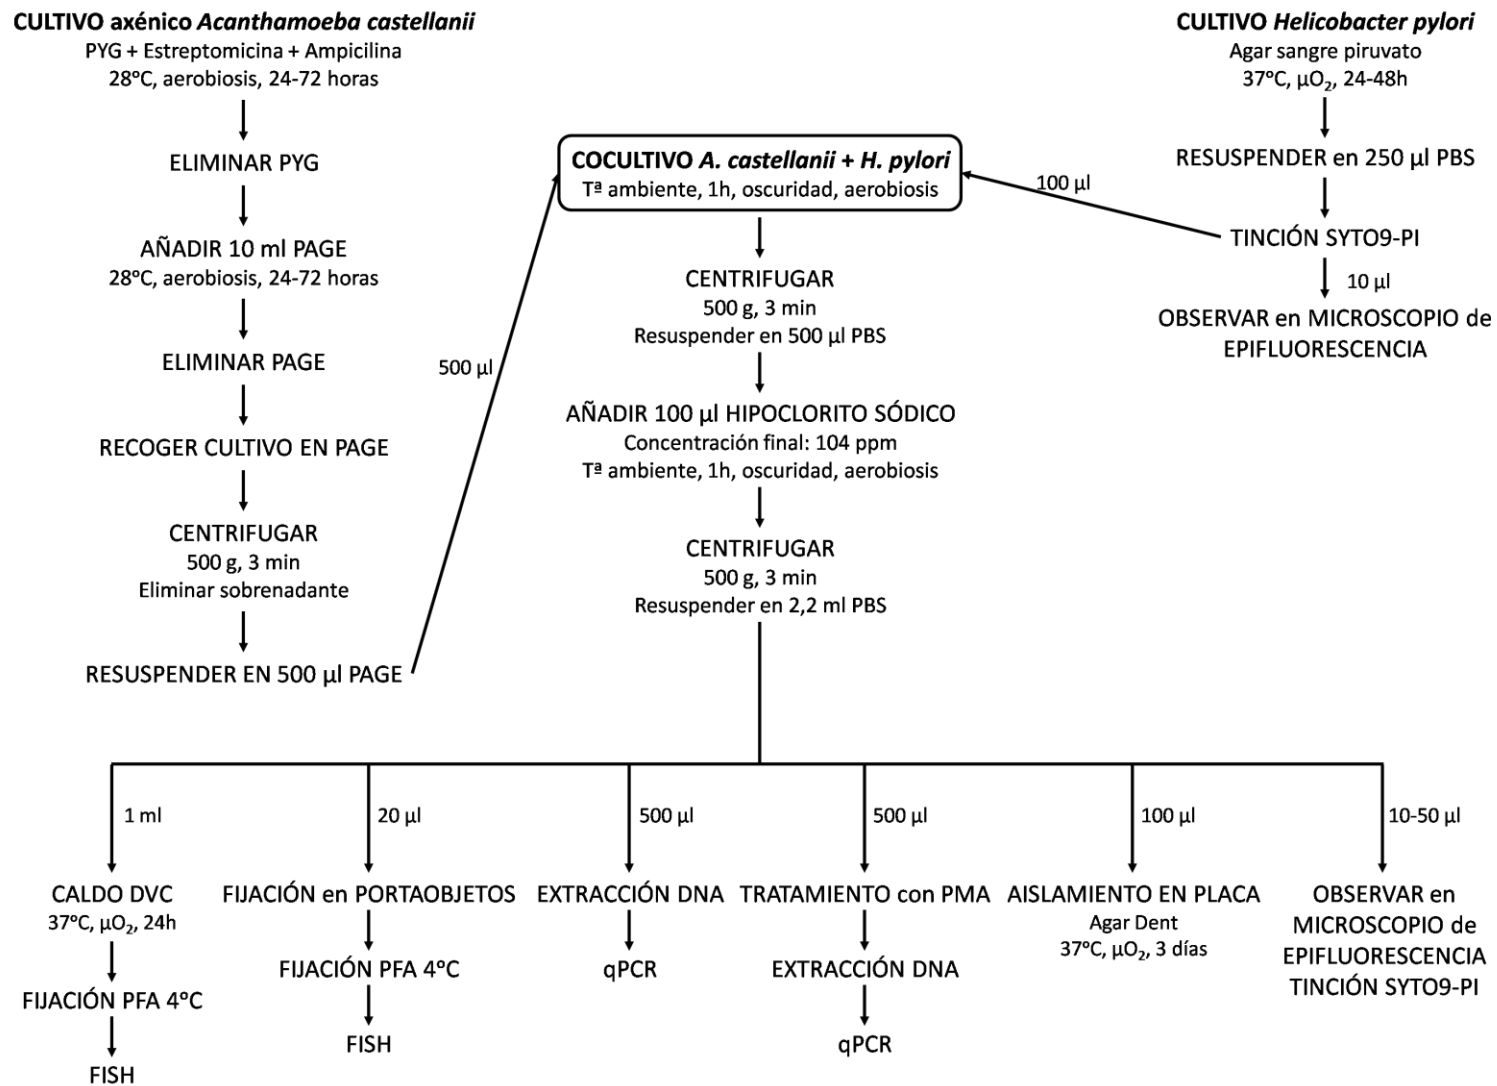 CULTIVO axénico Acanthamoeba castellanii
PYG + Estreptomicina + Ampicilina
28ºC, aerobiosis, 24-72 horas
ELIMINAR PYG
AÑADIR 10 ml PAGE
28ºC, aerobiosis, 24-72 horas
ELIMINAR PAGE
RECOGER CULTIVO EN PAGE
CENTRIFUGAR
500 g, 3 min
Eliminar sobrenadante
RESUSPENDER EN 500 µl PAGE
500 µl
CULTIVO Helicobacter pylori
Agar sangre piruvato
37ºC, µO₂, 24-48h
RESUSPENDER en 250 µl PBS
TINCIÓN SYTO9-PI
100 µl
10 µl
OBSERVAR en MICROSCOPIO de
EPIFLUORESCENCIA
COCULTIVO A. castellanii + H. pylori
Tª ambiente, 1h, oscuridad, aerobiosis
CENTRIFUGAR
500 g, 3 min
Resuspender en 500 µl PBS
AÑADIR 100 µl HIPOCLORITO SÓDICO
Concentración final: 104 ppm
Tª ambiente, 1h, oscuridad, aerobiosis
CENTRIFUGAR
500 g, 3 min
Resuspender en 2,2 ml PBS
1 ml
CALDO DVC
37ºC, µO₂, 24h
FIJACIÓN PFA 4ºC
FISH
20 µl
FIJACIÓN en PORTAOBJETOS
FIJACIÓN PFA 4ºC
FISH
500 µl
EXTRACCIÓN DNA
qPCR
500 µl
TRATAMIENTO con PMA
EXTRACCIÓN DNA
qPCR
100 µl
AISLAMIENTO EN PLACA
Agar Dent
37ºC, µO₂, 3 días
10-50 µl
OBSERVAR en
MICROSCOPIO de
EPIFLUORESCENCIA
TINCIÓN SYTO9-PI